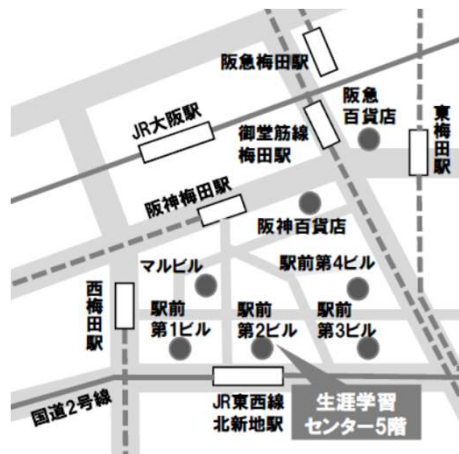 阪急梅田駅
阪急
百貨店
JR大阪駅
御堂筋線
梅田駅
東梅田駅
阪神梅田駅
阪神百貨店
マルビル
駅前第4ビル
西梅田駅
駅前
第1ビル
駅前
第2ビル
駅前
第3ビル
国道2号線
JR東西線
北新地駅
生涯学習
センター5階